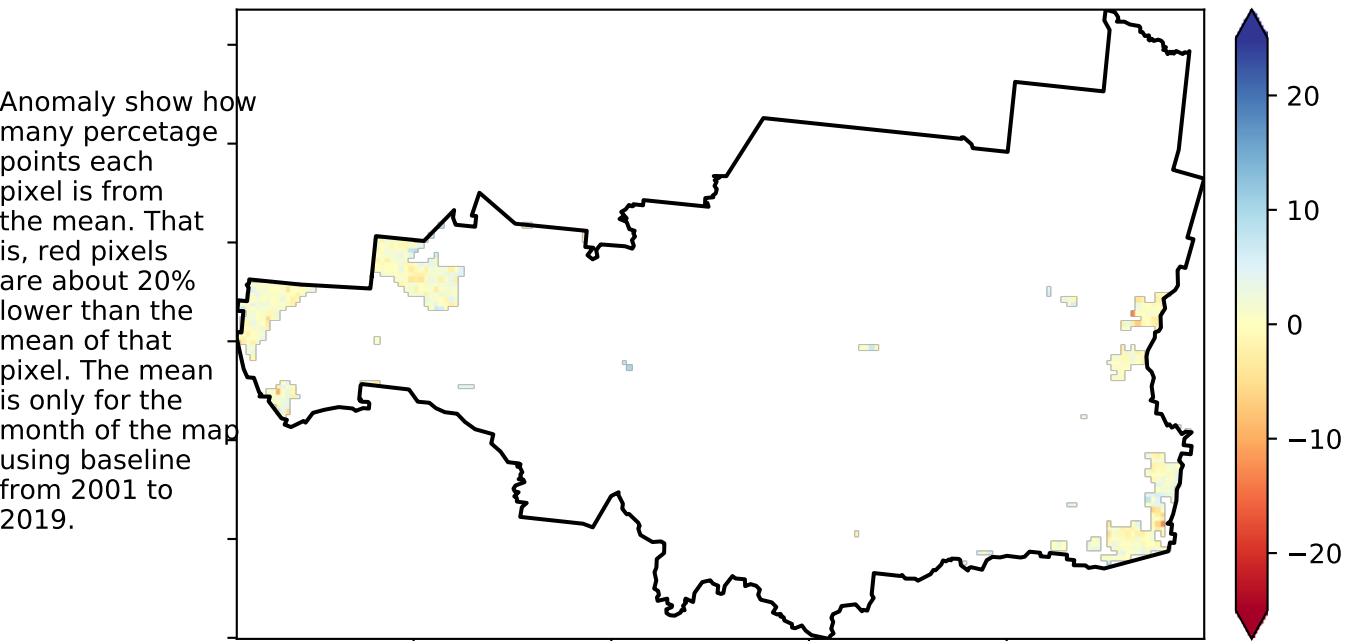 Anomaly show how
many percetage
points each
pixel is from
the mean. That
is, red pixels
are about 20%
lower than the
mean of that
pixel. The mean
is only for the
month of the map
using baseline
from 2001 to
2019.
20
10
0
−10
−20